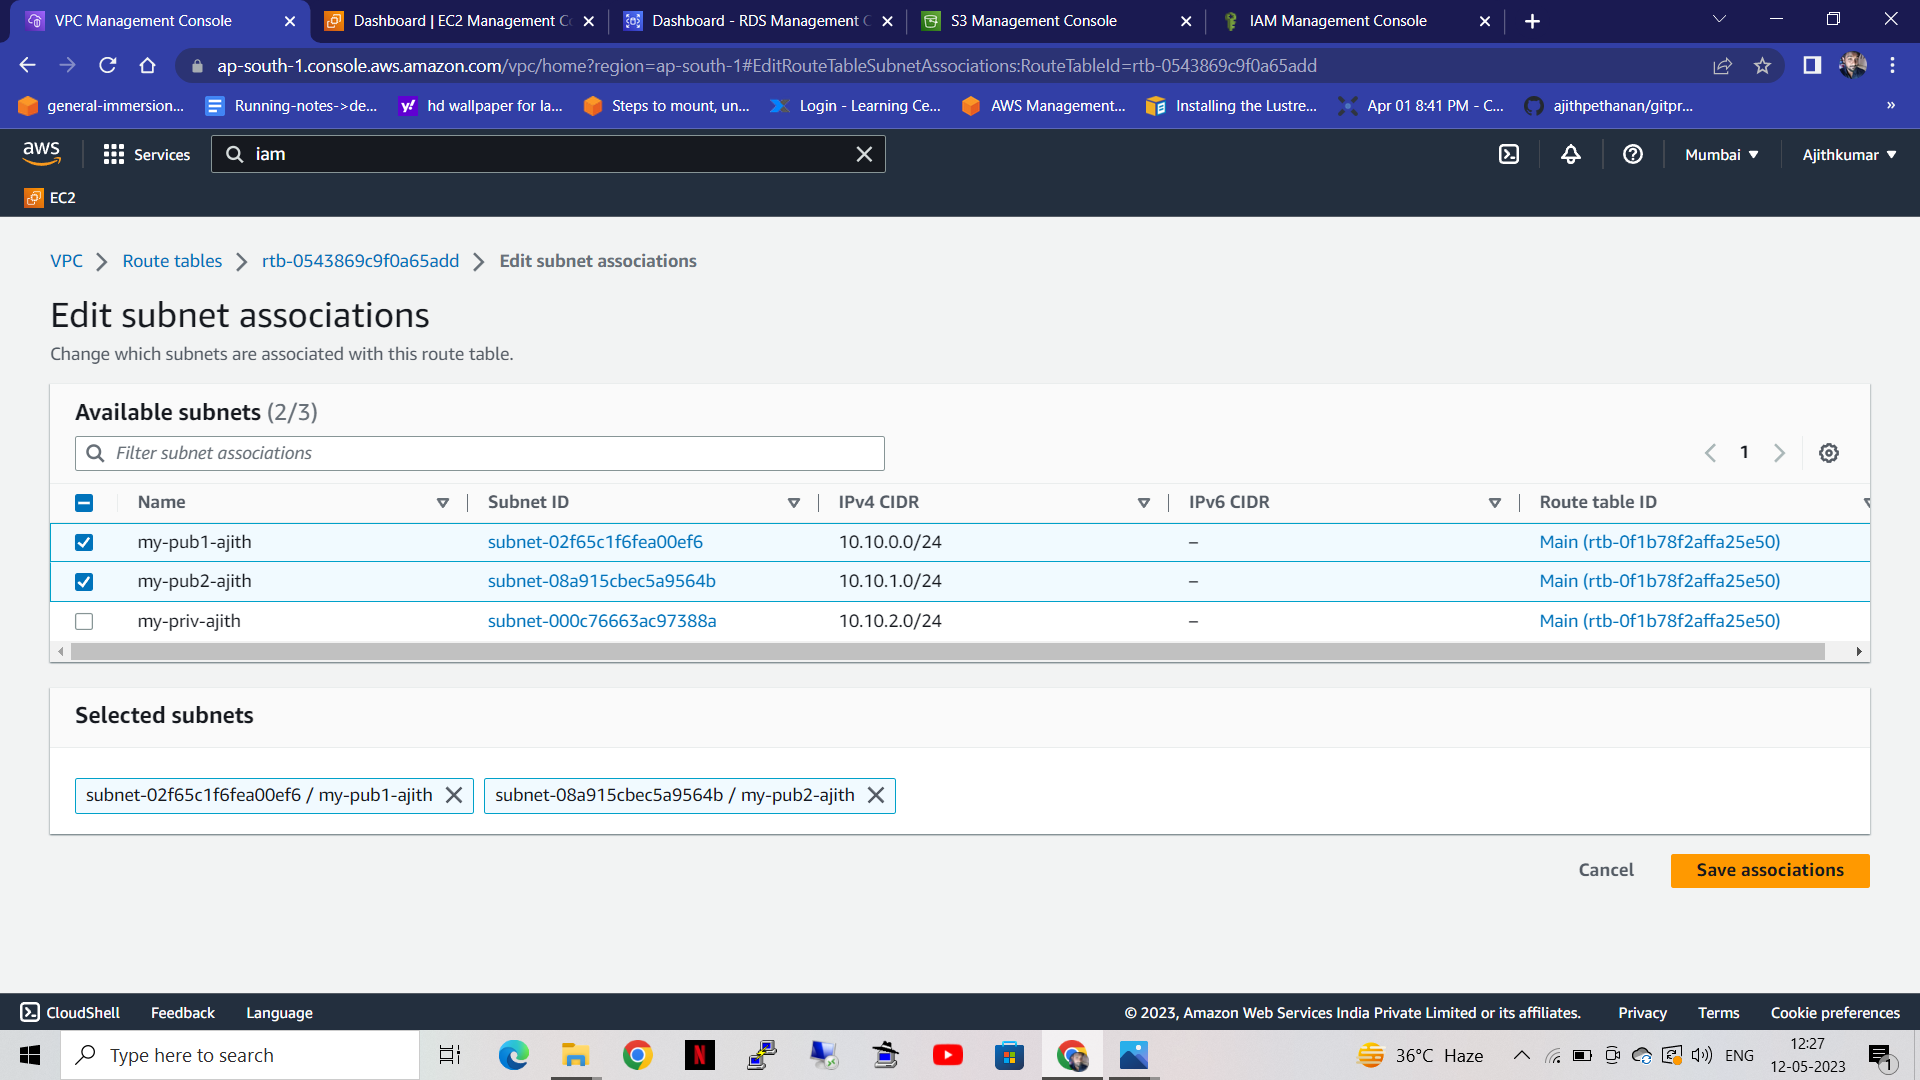 VPC Management Console
Dashboard | EC2 Management C
Dashboard - RDS Management C
S3 Management Console
IAM Management Console
ap-south-1.console.aws.amazon.com/vpc/home?region=ap-south-1#EditRouteTableSubnetAssociations:RouteTableId=rtb-0543869c9f0a65add
general-immersion...
Running-notes->de...
y!
hd wallpaper for la...
Steps to mount, un...
Login - Learning Ce...
AWS Management...
Installing the Lustre...
Apr 01 8:41 PM - C...
ajithpethanan/gitpr...
»
aws
Services
iam
Mumbai
Ajithkumar
EC2
VPC
Route tables
rtb-0543869c9f0a65add
Edit subnet associations
Edit subnet associations
Change which subnets are associated with this route table.
Available subnets (2/3)
Filter subnet associations
1
Name Subnet ID IPv4 CIDR IPv6 CIDR Route table ID
my-pub1-ajith subnet-02f65c1f6fea00ef6 10.10.0.0/24 – Main (rtb-0f1b78f2affa25e50)
my-pub2-ajith subnet-08a915cbec5a9564b 10.10.1.0/24 – Main (rtb-0f1b78f2affa25e50)
my-priv-ajith subnet-000c76663ac97388a 10.10.2.0/24 – Main (rtb-0f1b78f2affa25e50)
Selected subnets
subnet-02f65c1f6fea00ef6 / my-pub1-ajith
subnet-08a915cbec5a9564b / my-pub2-ajith
Cancel
Save associations
CloudShell
Feedback
Language
© 2023, Amazon Web Services India Private Limited or its affiliates.
Privacy
Terms
Cookie preferences
Type here to search
N
36°C Haze
ENG
12:27
12-05-2023
1